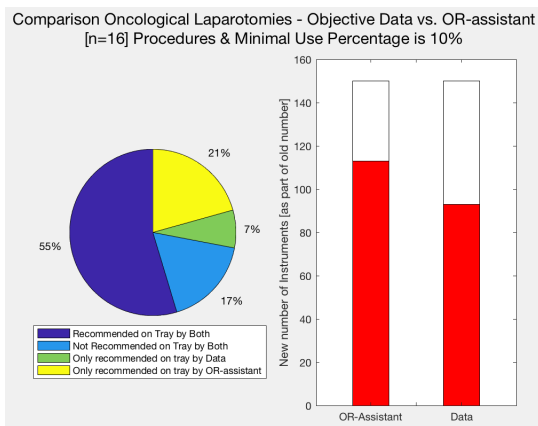 Comparison Oncological Laparotomies - Objective Data vs. OR-assistant
[n=16] Procedures & Minimal Use Percentage is 10%
21%
7%
55%
17%
Recommended on Tray by Both
Not Recommended on Tray by Both
Only recommended on tray by Data
Only recommended on tray by OR-assistant
New number of Instruments [as part of old number]
160
140
120
100
80
60
40
20
0
OR-Assistant
Data